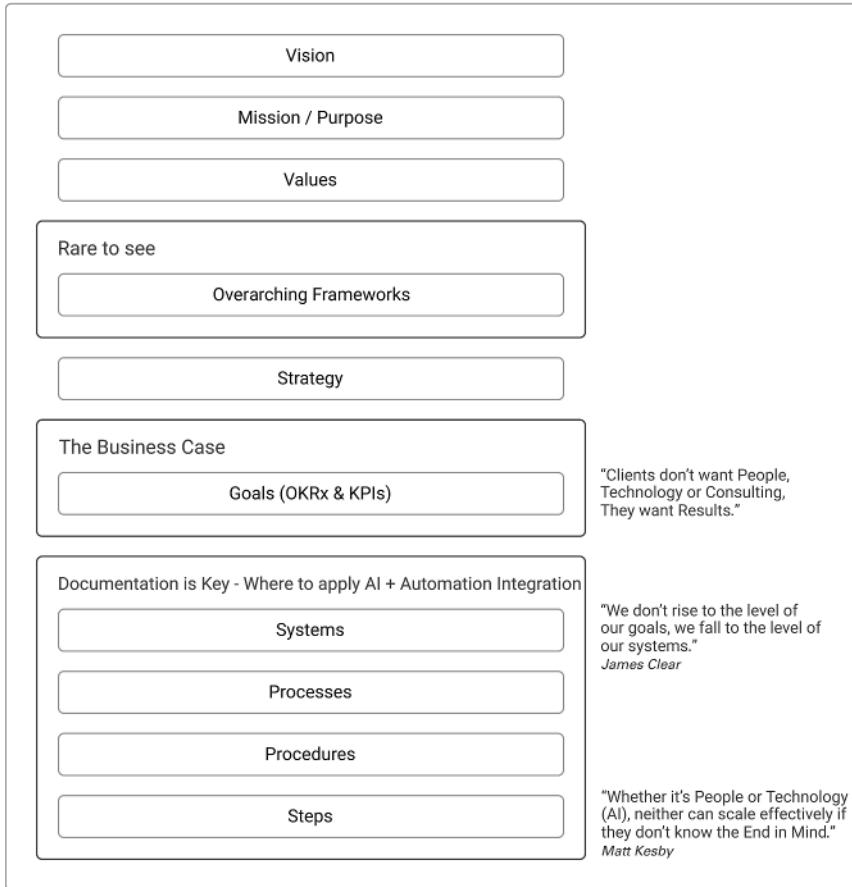 Vision
Mission / Purpose
Values
Rare to see
Overarching Frameworks
Strategy
The Business Case
Goals (OKRx & KPIs)
“Clients don’t want People,
Technology or Consulting,
They want Results.”
Documentation is Key - Where to apply AI + Automation Integration
Systems
“We don’t rise to the level of
our goals, we fall to the level of
our systems.”
James Clear
Processes
Procedures
Steps
“Whether it’s People or Technology
(AI), neither can scale effectively if
they don’t know the End in Mind.”
Matt Kesby